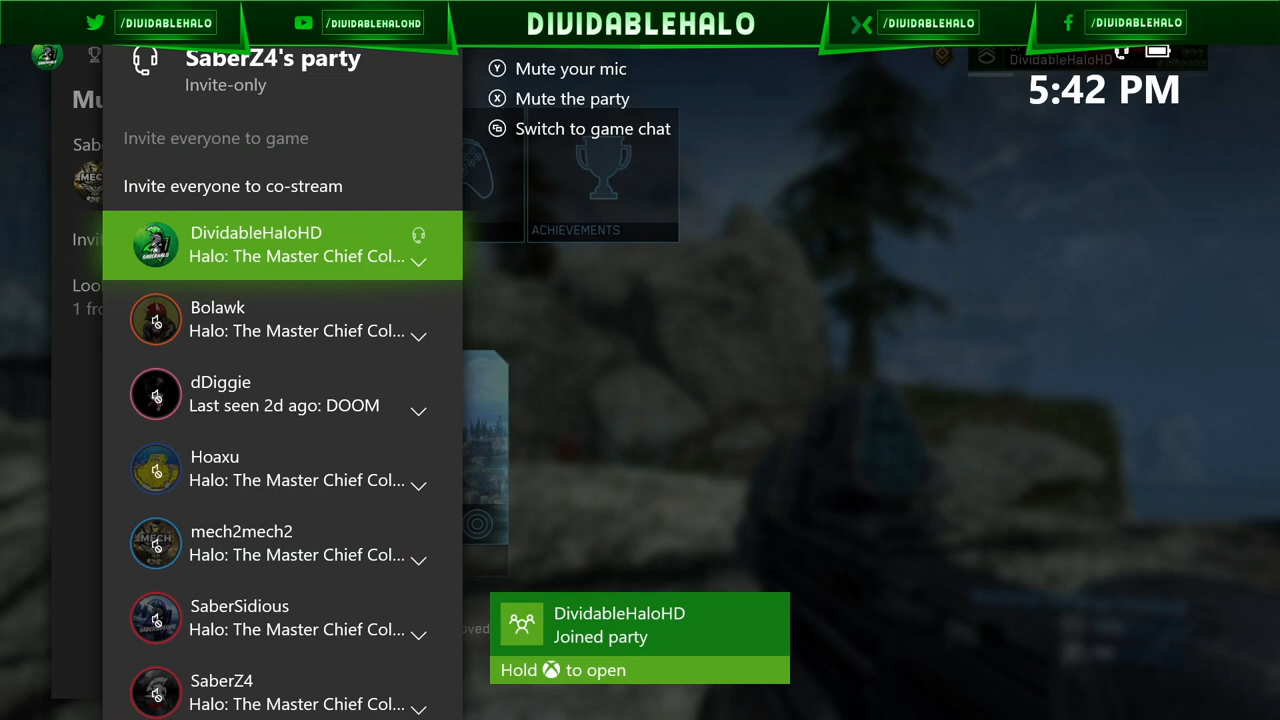 /DIVIDABLEHALO
/DIVIDABLEHALOHD
DIVIDABLEHALO
/DIVIDABLEHALO
/DIVIDABLEHALO
SaberZ4's party
Invite-only
Invite everyone to game
Invite everyone to co-stream
DividableHaloHD
Halo: The Master Chief Col...
Bolawk
Halo: The Master Chief Col...
dDiggie
Last seen 2d ago: DOOM
Hoaxu
Halo: The Master Chief Col...
mech2mech2
Halo: The Master Chief Col...
SaberSidious
Halo: The Master Chief Col...
SaberZ4
Halo: The Master Chief Col...
Y Mute your mic
X Mute the party
Switch to game chat
ACHIEVEMENTS
DividableHaloHD
5:42 PM
DividableHaloHD
Joined party
Hold to open